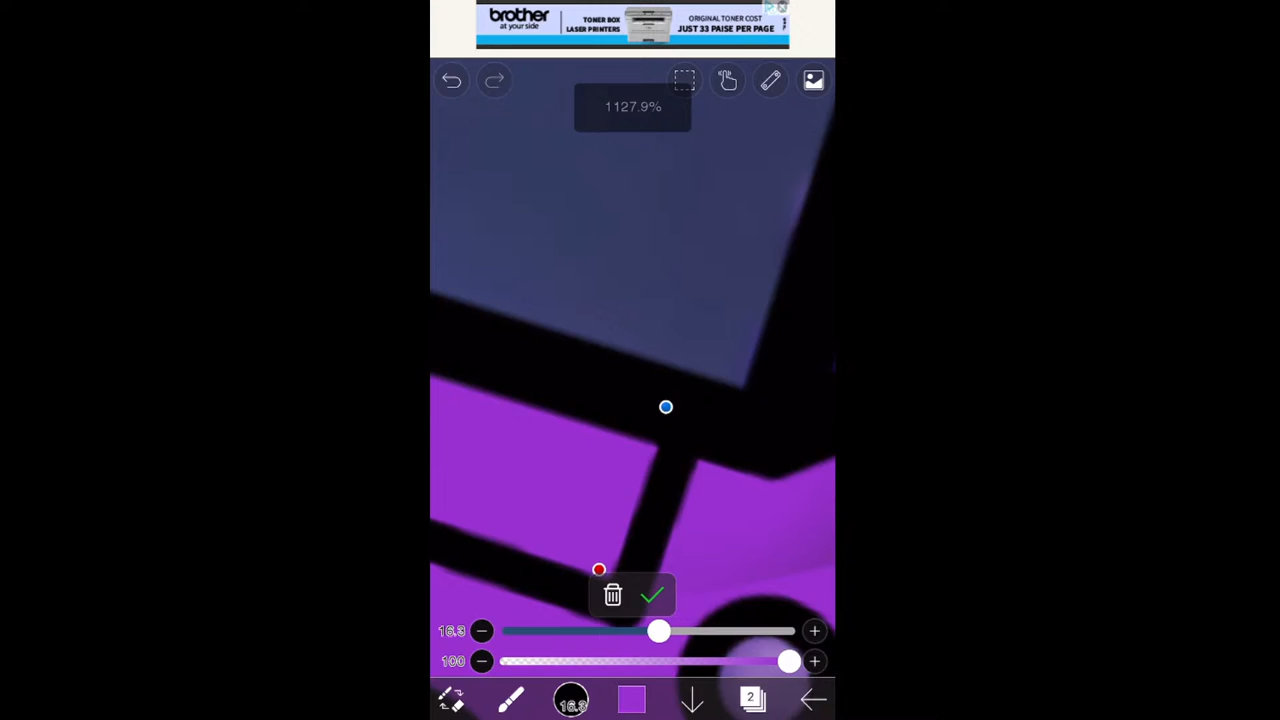 brother
at your side
TONER BOX
LASER PRINTERS
ORIGINAL TONER COST
JUST 33 PAISE PER PAGE
1127.9%
16.3
100
16.3
2